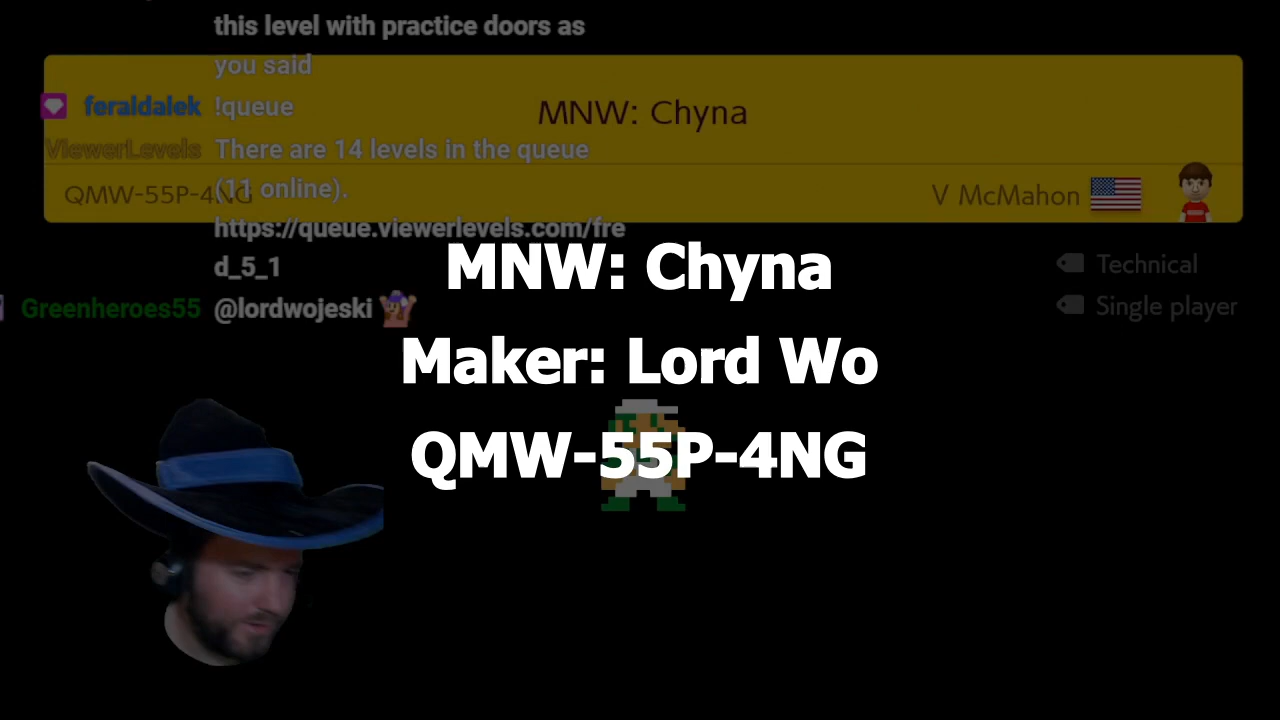 this level with practice doors as
you said
feraldalek !queue
MNW: Chyna
ViewerLevels There are 14 levels in the queue
(11 online).
QMW-55P-4NG
V McMahon
https://queue.viewerlevels.com/fre
d_5_1
MNW: Chyna
Technical
Greenheroes55 @lordwojeski
Single player
Maker: Lord Wo
QMW-55P-4NG